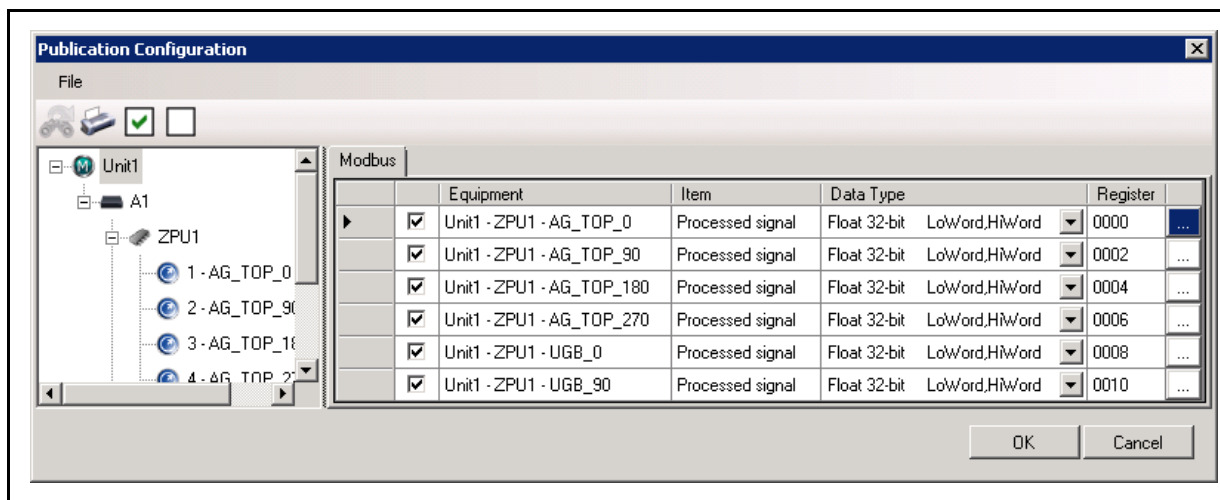 Publication Configuration
File
Unit1
A1
ZPU1
1 - AG_TOP_0
2 - AG_TOP_90
3 - AG_TOP_18
4 - AG_TOP_27
Modbus
Equipment Item Data Type Register
Unit1 - ZPU1 - AG_TOP_0 Processed signal Float 32-bit LoWord,HiWord 0000 ...
Unit1 - ZPU1 - AG_TOP_90 Processed signal Float 32-bit LoWord,HiWord 0002 ...
Unit1 - ZPU1 - AG_TOP_180 Processed signal Float 32-bit LoWord,HiWord 0004 ...
Unit1 - ZPU1 - AG_TOP_270 Processed signal Float 32-bit LoWord,HiWord 0006 ...
Unit1 - ZPU1 - UGB_0 Processed signal Float 32-bit LoWord,HiWord 0008 ...
Unit1 - ZPU1 - UGB_90 Processed signal Float 32-bit LoWord,HiWord 0010 ...
OK Cancel